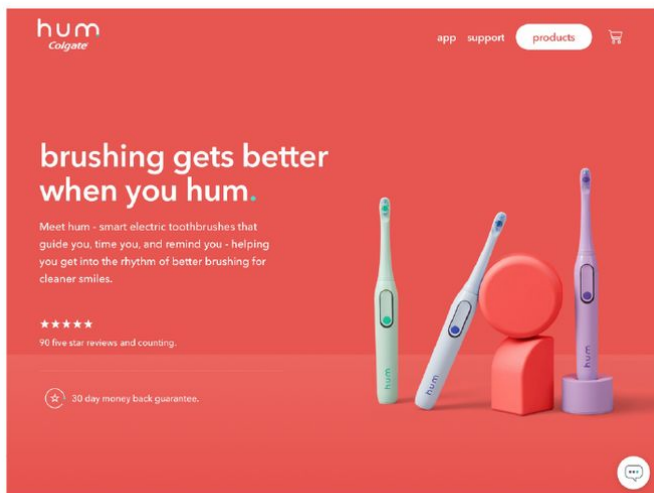 hum
Colgate
app support products
brushing gets better
when you hum.
Meet hum - smart electric toothbrushes that
guide you, time you, and remind you - helping
you get into the rhythm of better brushing for
cleaner smiles.
90 five star reviews and counting.
30 day money back guarantee.
hum
hum
hum